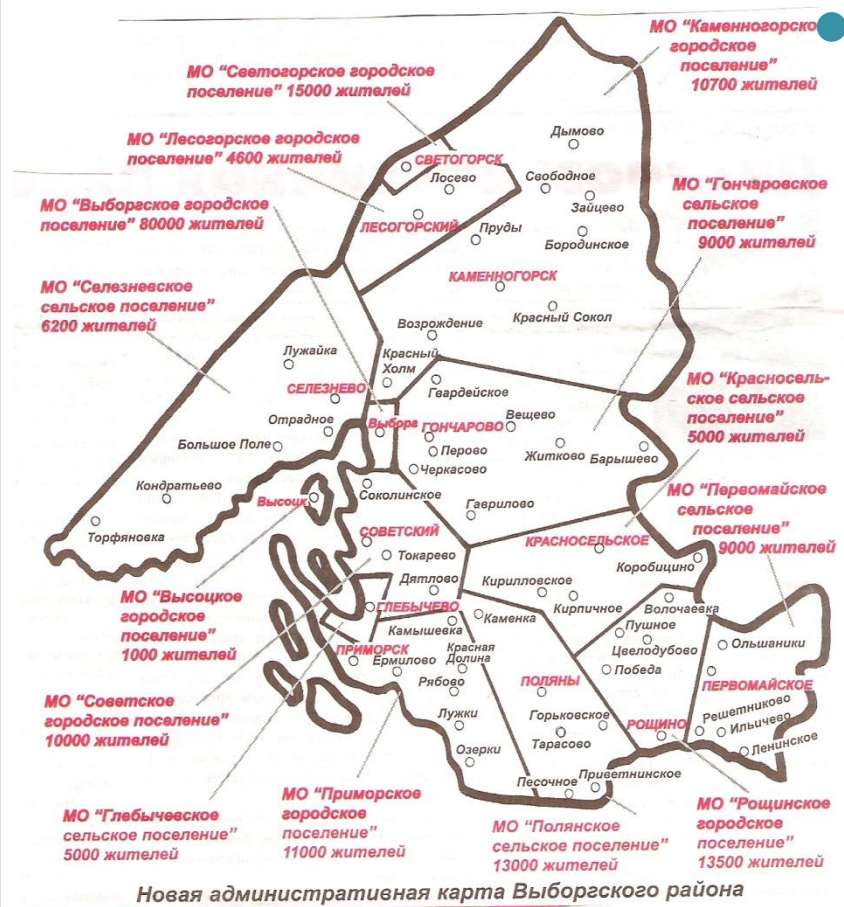 МО “Каменногорско
городское
поселение”
10700 жителей
МО “Светогорское городское
поселение” 15000 жителей
МО “Лесогорское городское
поселение” 4600 жителей
МО “Выборгское городское
поселение” 80000 жителей
МО “Селезневское
сельское поселение”
6200 жителей
МО “Гончаровское
сельское
поселение”
9000 жителей
МО “Красносель-
ское сельское
поселение”
5000 жителей
МО “Первомайское
сельское
поселение”
9000 жителей
Дымово
СВЕТОГОРСК
Лосево
Свободное
Зайцево
ЛЕСОГОРСКИЙ
Пруды
Бородинское
КАМЕННОГОРСК
Красный Сокол
Возрождение
Лужайка
Красный
Холм
Гвардейское
СЕЛЕЗНЕВО
Отрадное
Выборг
ГОНЧАРОВО
Вещево
Большое Поле
Перово
Житково
Барышево
Черкасово
Кондратьево
Высоцк
Соколинское
Гаврилово
Торфяновка
СОВЕТСКИЙ
Токарево
КРАСНОСЕЛЬСКОЕ
Коробицино
Дятлово
Кирилловское
ГЛЕБЫЧЕВО
Кирпичное
Волочаевка
Каменка
Камышевка
Пушное
Цвелодубово
Ольшаники
ПРИМОРСК
Ермилово
Красная
Долина
Победа
Рябово
ПОЛЯНЫ
ПЕРВОМАЙСКОЕ
Лужки
Горьковское
РОЩИНО
Решетниково
Ильичево
Тарасово
Ленинское
Озерки
Песочное
Приветнинское
МО “Высоцкое
городское
поселение”
1000 жителей
МО “Советское
городское поселение”
10000 жителей
МО “Глебычевское
сельское поселение”
5000 жителей
МО “Приморское
городское
поселение”
11000 жителей
МО “Полянское
сельское поселение”
13000 жителей
МО “Рощинское
городское
поселение”
13500 жителей
Новая административная карта Выборгского района